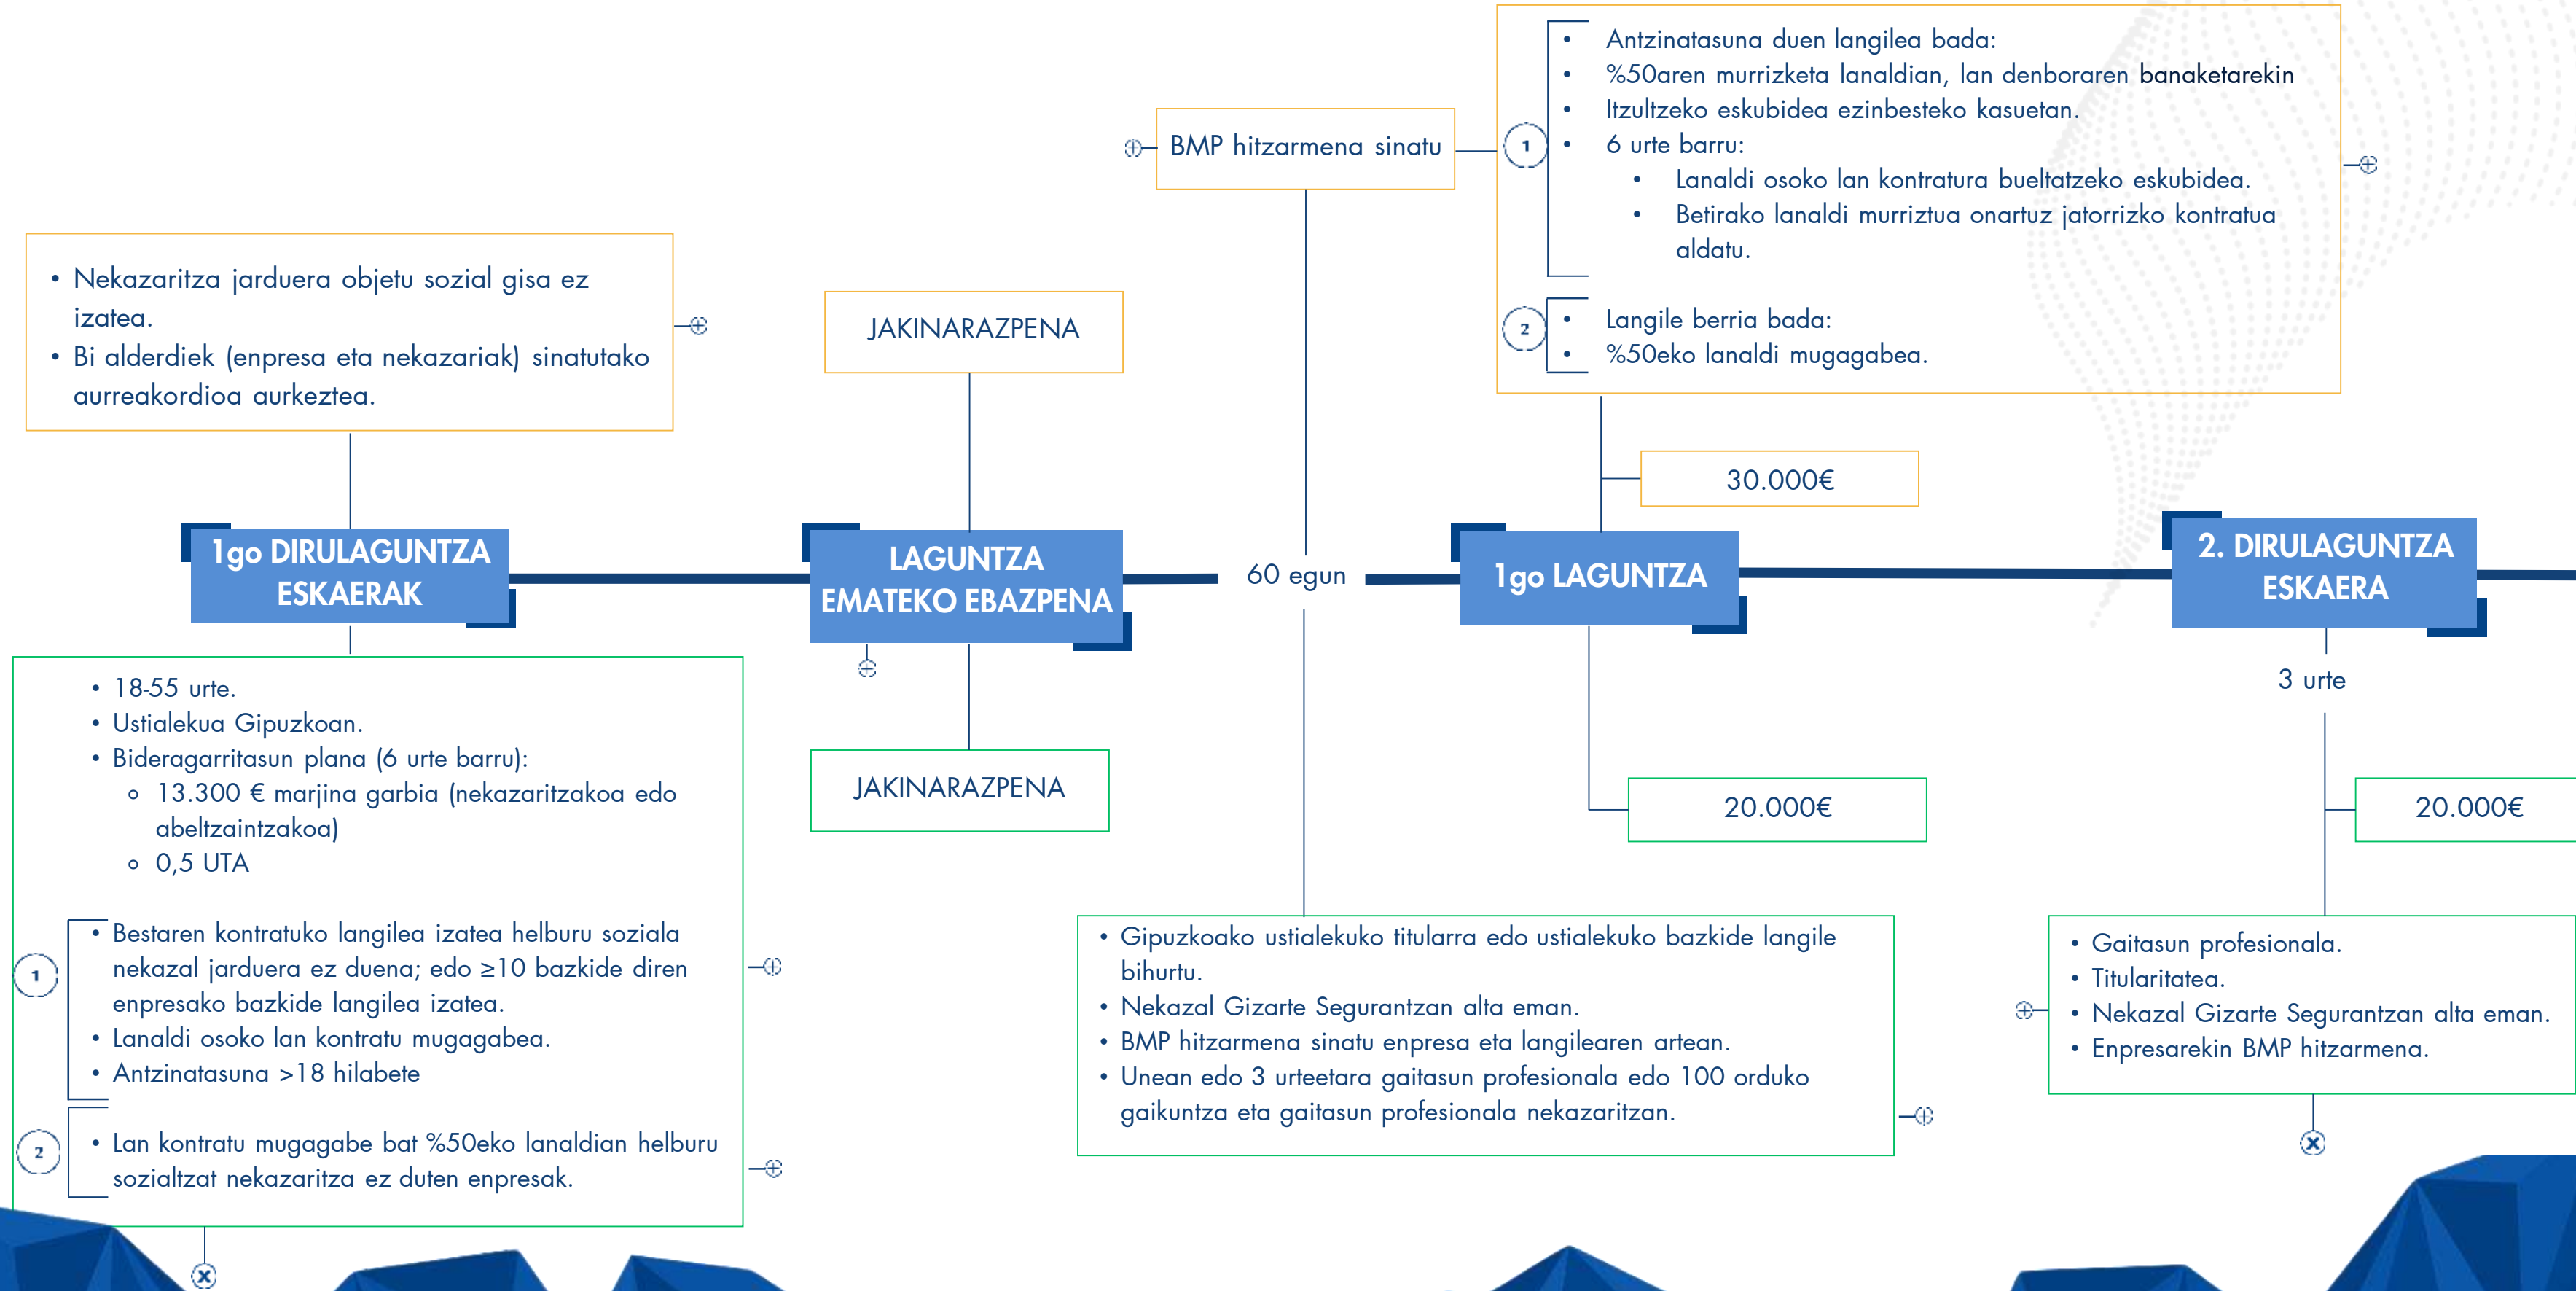 • Antzinatasuna duen langilea bada:
• %50aren murrizketa lanaldian, lan denboraren banaketarekin
• Itzultzeko eskubidea ezinbesteko kasuetan.
1
• 6 urte barru:
• Lanaldi osoko lan kontratura bueltatzeko eskubidea.
• Betirako lanaldi murriztua onartuz jatorrizko kontratua
aldatu.
2
• Langile berria bada:
• %50eko lanaldi mugagabea.
BMP hitzarmena sinatu
• Nekazaritza jarduera objetu sozial gisa ez
izatea.
• Bi alderdiek (enpresa eta nekazariak) sinatutako
aurreakordioa aurkeztea.
JAKINARAZPENA
30.000€
1go DIRULAGUNTZA
ESKAERAK
LAGUNTZA
EMATEKO EBAZPENA
60 egun
1go LAGUNTZA
2. DIRULAGUNTZA
ESKAERA
3 urte
• 18-55 urte.
• Ustialekua Gipuzkoan.
• Bideragarritasun plana (6 urte barru):
◦ 13.300 € marjina garbia (nekazaritzakoa edo
abeltzaintzakoa)
◦ 0,5 UTA
1
• Bestaren kontratuko langilea izatea helburu soziala
nekazal jarduera ez duena; edo ≥10 bazkide diren
enpresako bazkide langilea izatea.
• Lanaldi osoko lan kontratu mugagabea.
• Antzinatasuna >18 hilabete
2
• Lan kontratu mugagabe bat %50eko lanaldian helburu
sozialtzat nekazaritza ez duten enpresak.
JAKINARAZPENA
20.000€
20.000€
• Gipuzkoako ustialekuko titularra edo ustialekuko bazkide langile
bihurtu.
• Nekazal Gizarte Segurantzan alta eman.
• BMP hitzarmena sinatu enpresa eta langilearen artean.
• Unean edo 3 urteetara gaitasun profesionala edo 100 orduko
gaikuntza eta gaitasun profesionala nekazaritzan.
• Gaitasun profesionala.
• Titularitatea.
• Nekazal Gizarte Segurantzan alta eman.
• Enpresarekin BMP hitzarmena.